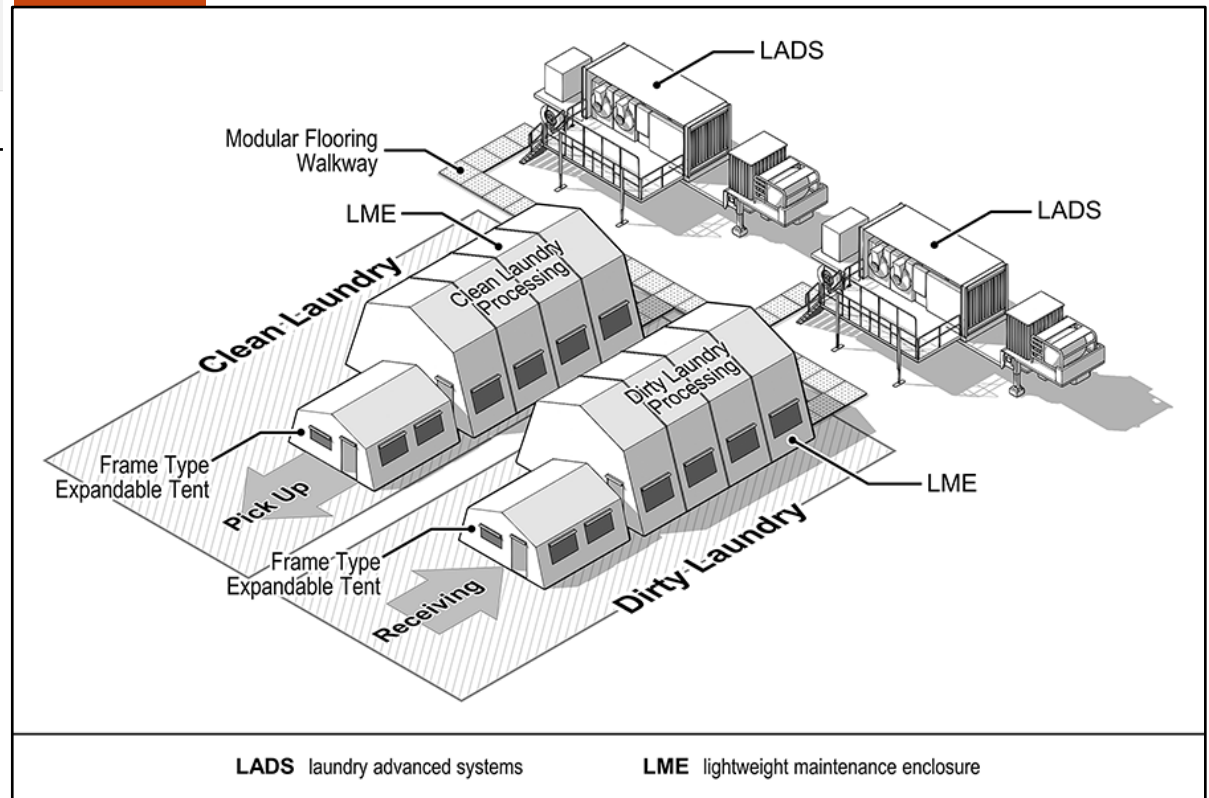 LADS
Modular Flooring
Walkway
LME
LADS
Clean Laundry
Processing
Clean Laundry
Dirty Laundry
Processing
Frame Type
Expandable Tent
Pick Up
LME
Frame Type
Expandable Tent
Dirty Laundry
Receiving
LADS laundry advanced systems
LME lightweight maintenance enclosure